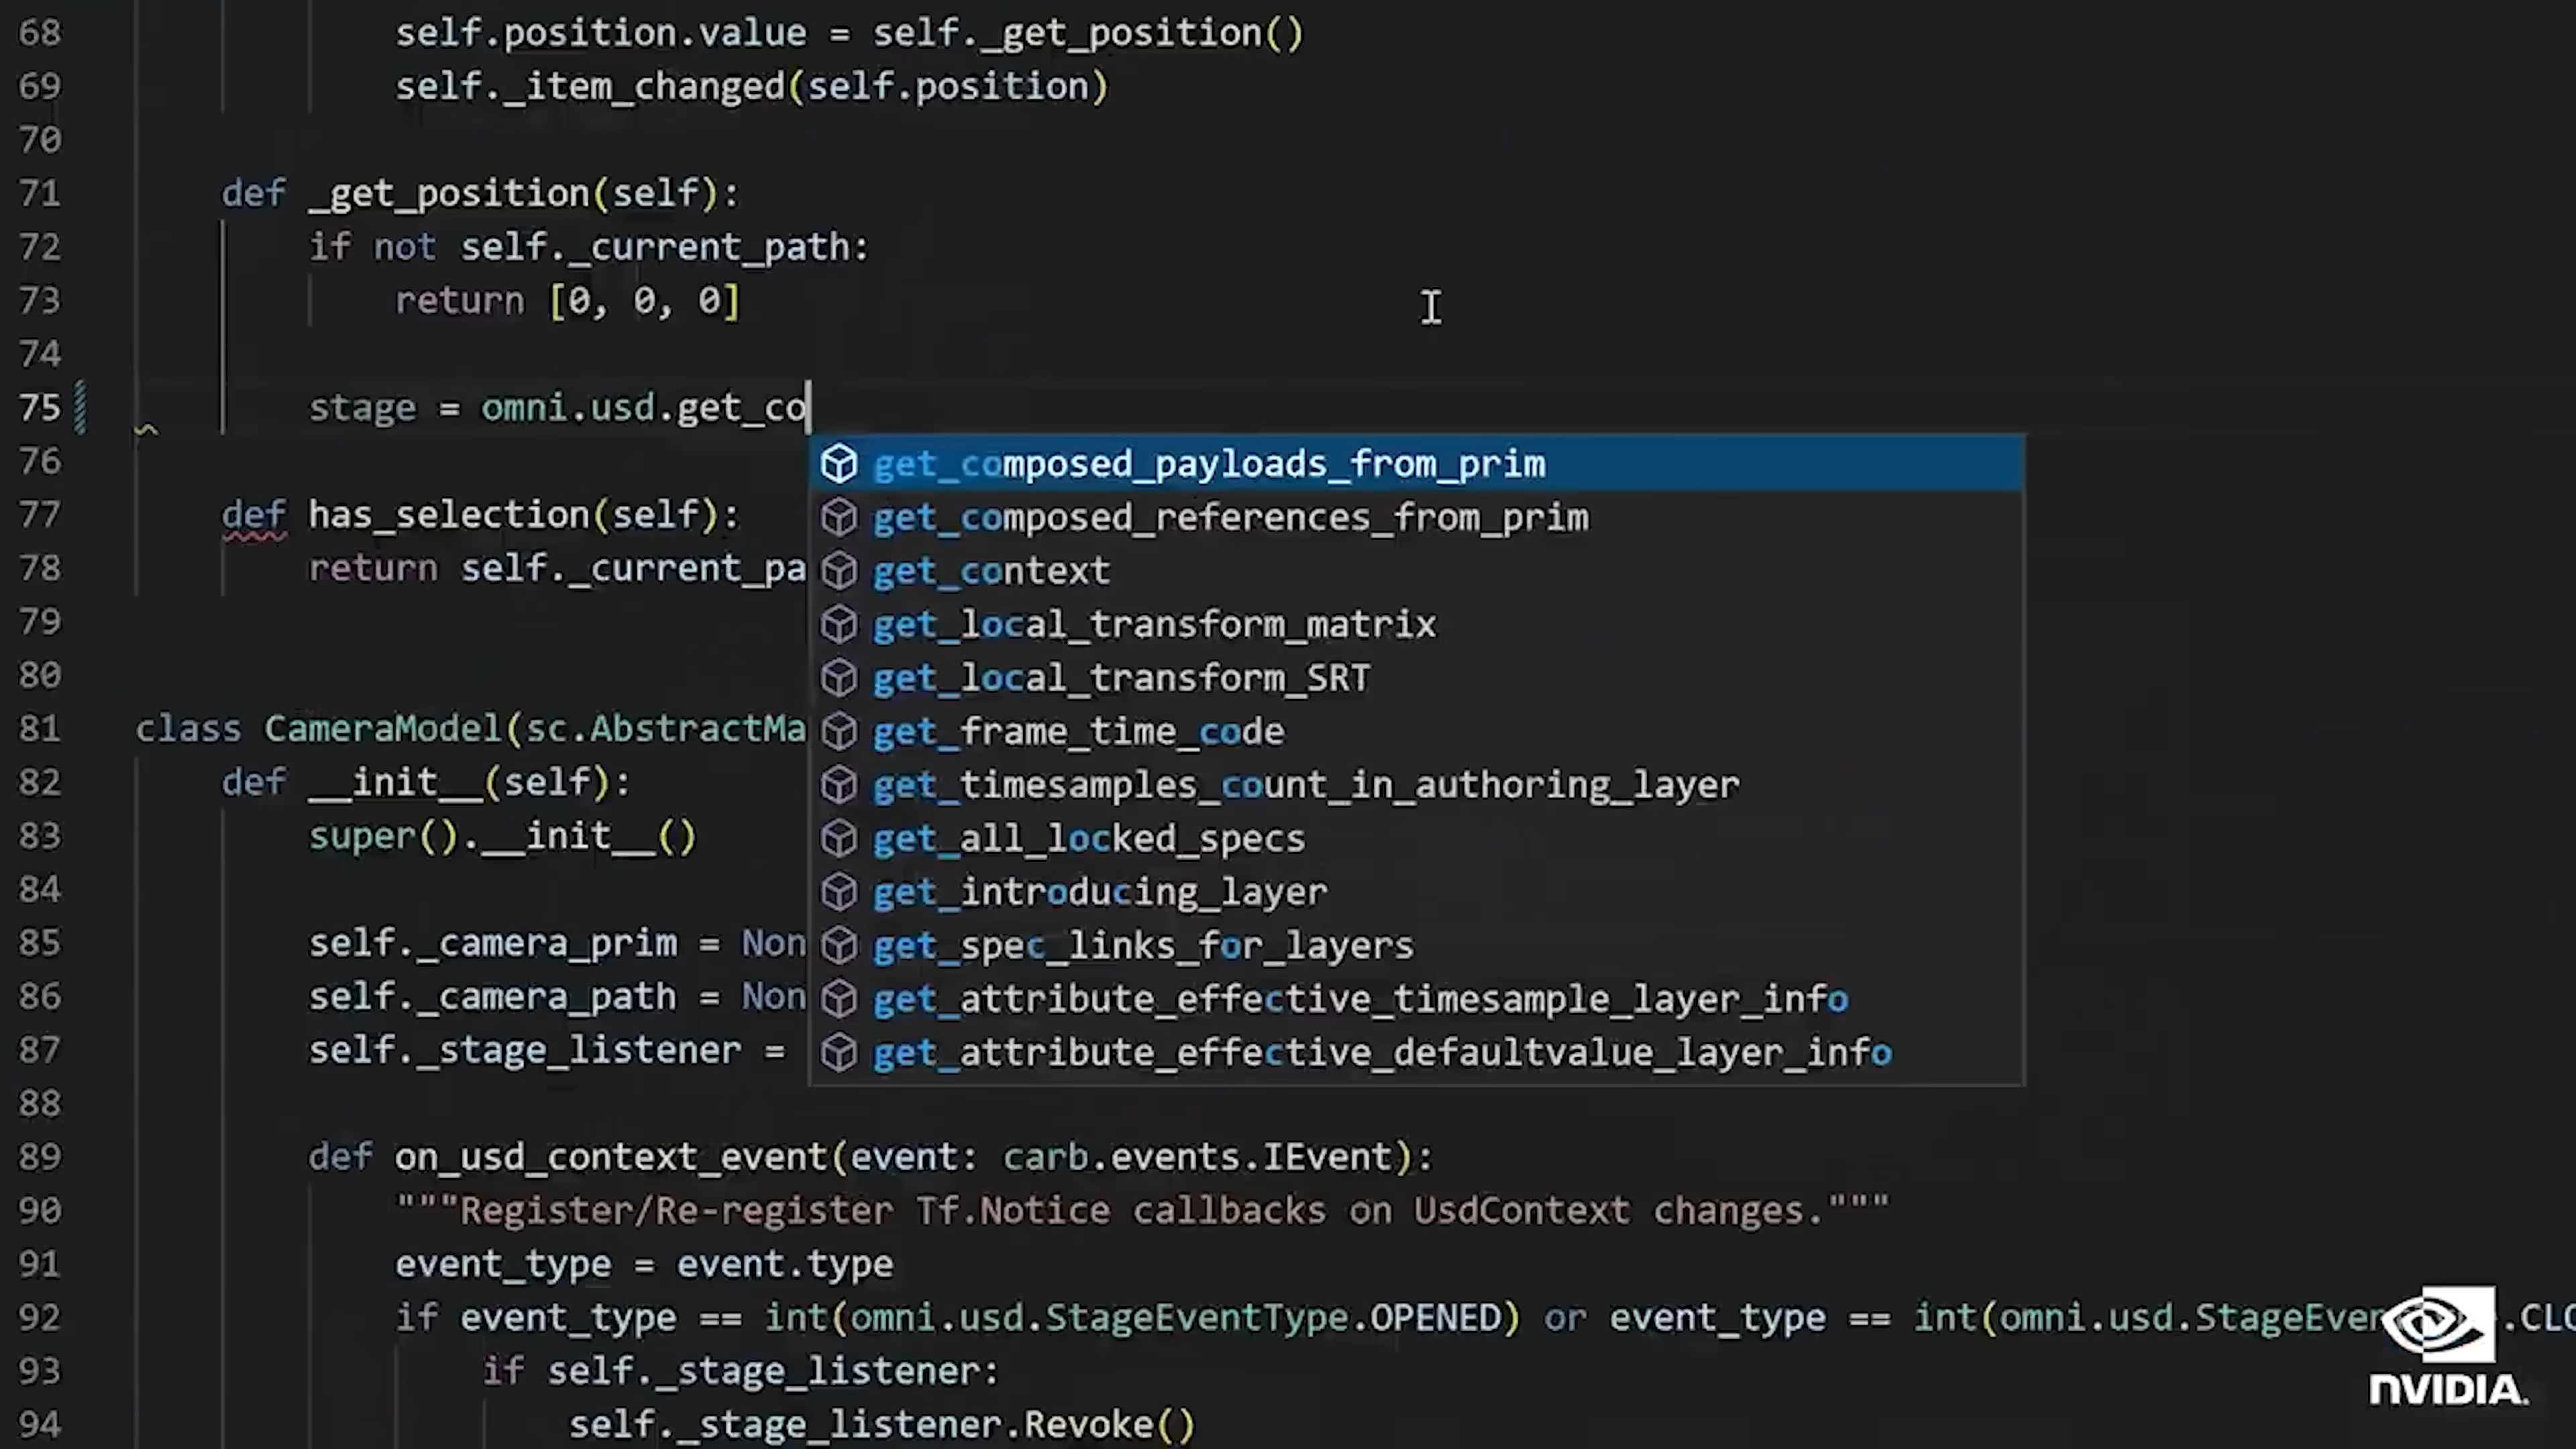 68 self.position.value = self._get_position()
69 self._item_changed(self.position)
70
71 def _get_position(self):
72 if not self._current_path:
73 return [0, 0, 0]
74
75 stage = omni.usd.get_co
76 get_composed_payloads_from_prim
get_composed_references_from_prim
77 def has_selection(self):
get_context
78 return self._current_pa
get_local_transform_matrix
79
get_local_transform_SRT
80
get_frame_time_code
81 class CameraModel(sc.AbstractMa
get_timesamples_count_in_authoring_layer
82 def __init__(self):
get_all_locked_specs
83 super().__init__()
get_introducing_layer
84
get_spec_links_for_layers
85 self._camera_prim = Non
get_attribute_effective_timesample_layer_info
86 self._camera_path = Non
get_attribute_effective_defaultvalue_layer_info
87 self._stage_listener =
88
89 def on_usd_context_event(event: carb.events.IEvent):
90 """Register/Re-register Tf.Notice callbacks on UsdContext changes."""
91 event_type = event.type
92 if event_type == int(omni.usd.StageEventType.OPENED) or event_type == int(omni.usd.StageEven .CLO
93 if self._stage_listener:
94 self._stage_listener.Revoke()
NVIDIA.